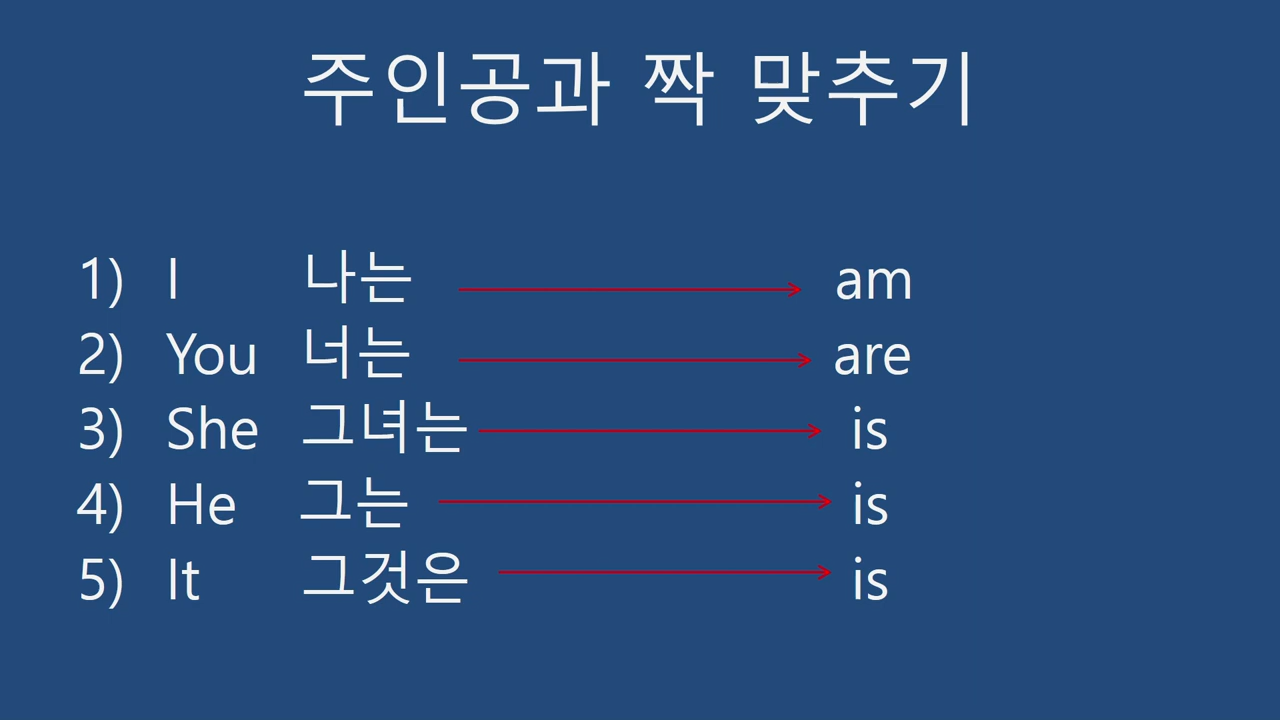 주인공과 짝 맞추기
1) I 나는 am
2) You 너는 are
3) She 그녀는 is
4) He 그는 is
5) It 그것은 is